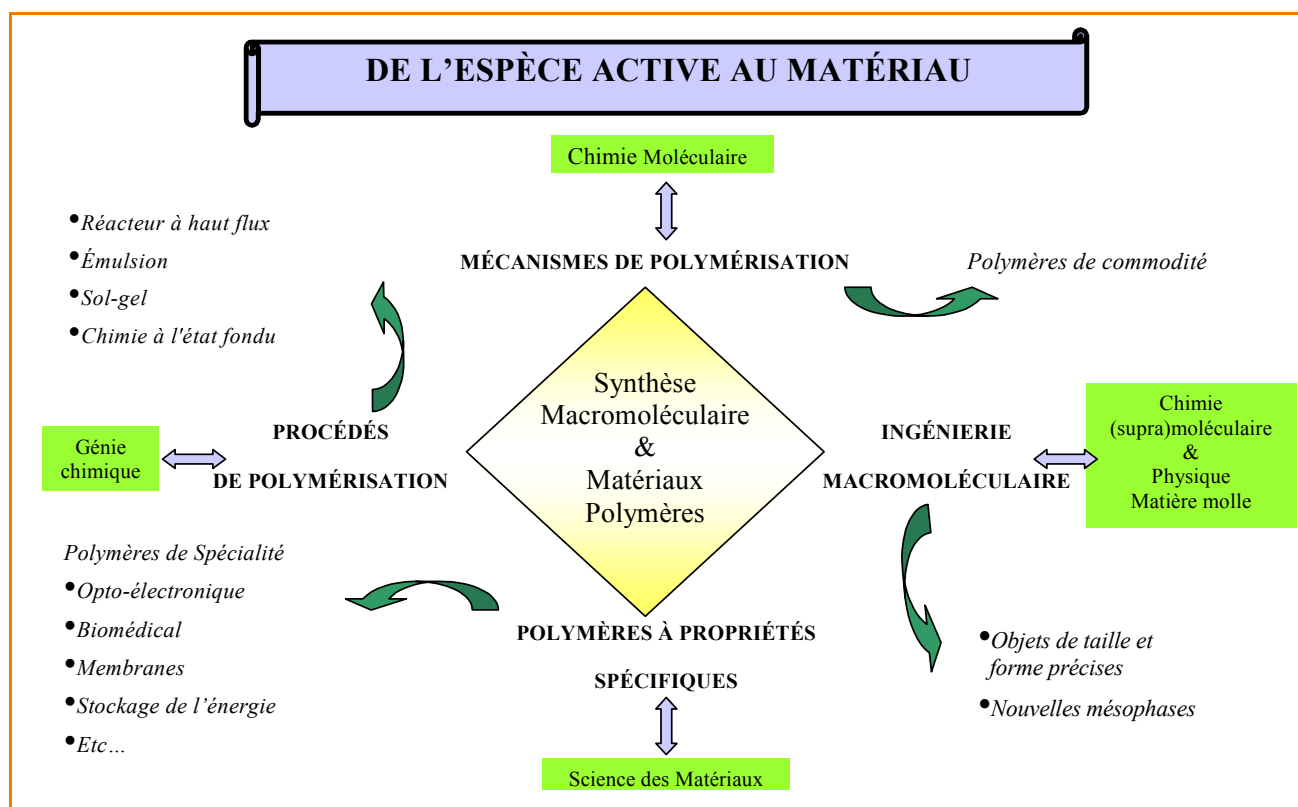 DE L’ESPÈCE ACTIVE AU MATÉRIAU
Chimie Moléculaire
•Réacteur à haut flux
•Émulsion
•Sol-gel
•Chimie à l'état fondu
MÉCANISMES DE POLYMÉRISATION
Polymères de commodité
Synthèse
Macromoléculaire
&
Matériaux
Polymères
Génie
chimique
PROCÉDÉS
DE POLYMÉRISATION
INGÉNIERIE
MACROMOLÉCULAIRE
Chimie
(supra)moléculaire
&
Physique
Matière molle
Polymères de Spécialité
•Opto-électronique
•Biomédical
•Membranes
•Stockage de l’énergie
•Etc…
POLYMÈRES À PROPRIÉTÉS
SPÉCIFIQUES
•Objets de taille et
forme précises
•Nouvelles mésophases
Science des Matériaux